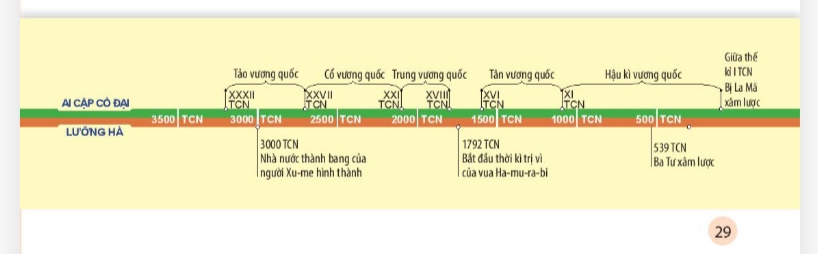 Giữa thế
kỉ I TCN
Bị La Mã
xâm lược
Tảo vương quốc Cổ vương quốc Trung vương quốc Tân vương quốc Hậu kì vương quốc
XXXII TCN XXVII TCN XXI TCN XVIII TCN XVI TCN XI TCN
AI CẬP CỔ ĐẠI
3500 TCN 3000 TCN 2500 TCN 2000 TCN 1500 TCN 1000 TCN 500 TCN
LƯỠNG HÀ
3000 TCN
Nhà nước thành bang của
người Xu-me hình thành
1792 TCN
Bắt đầu thời kì trị vì
của vua Ha-mu-ra-bi
539 TCN
Ba Tư xâm lược
29